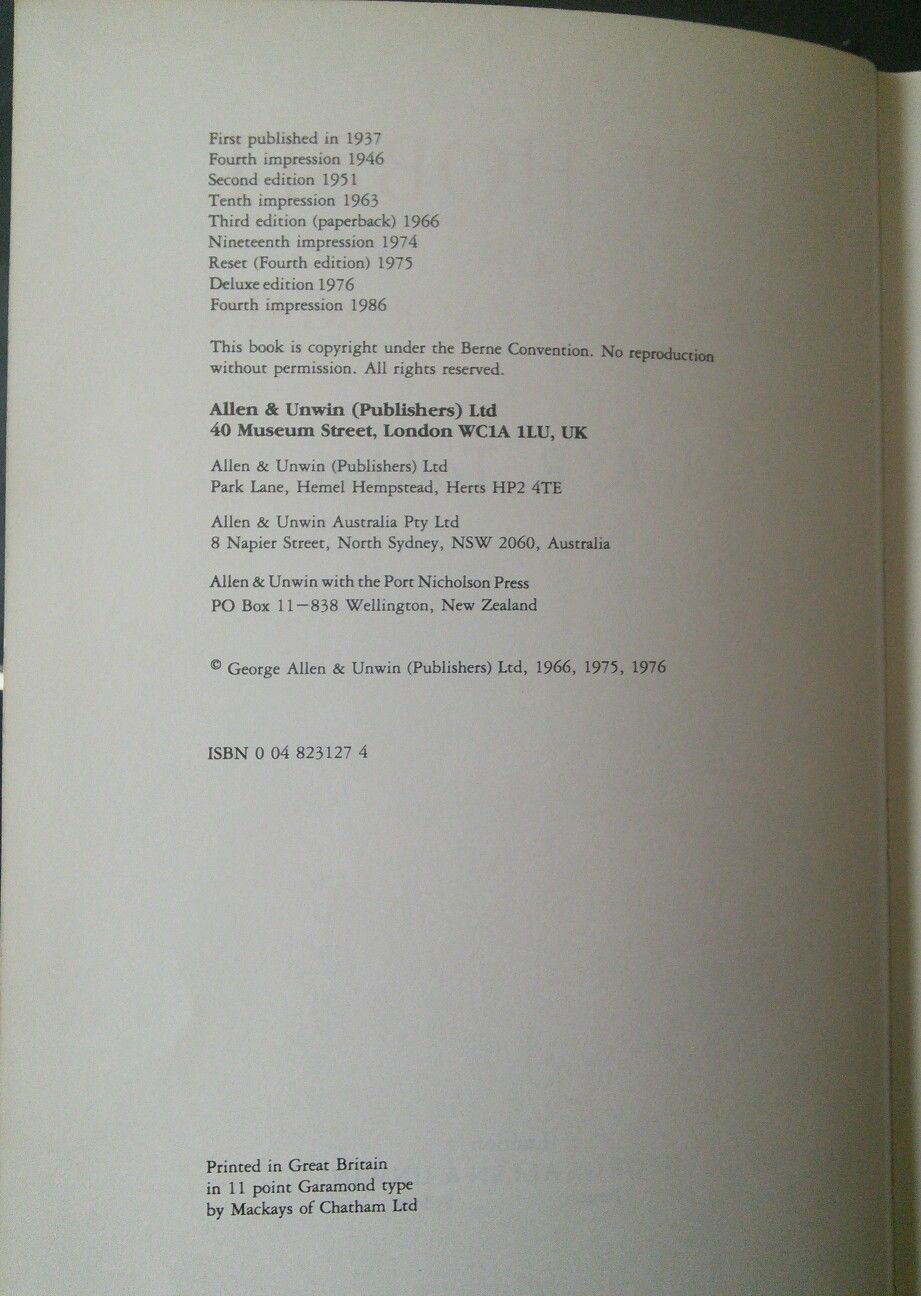 First published in 1937
Fourth impression 1946
Second edition 1951
Tenth impression 1963
Third edition (paperback) 1966
Nineteenth impression 1974
Reset (Fourth edition) 1975
Deluxe edition 1976
Fourth impression 1986
This book is copyright under the Berne Convention. No reproduction
without permission. All rights reserved.
Allen & Unwin (Publishers) Ltd
40 Museum Street, London WC1A 1LU, UK
Allen & Unwin (Publishers) Ltd
Park Lane, Hemel Hempstead, Herts HP2 4TE
Allen & Unwin Australia Pty Ltd
8 Napier Street, North Sydney, NSW 2060, Australia
Allen & Unwin with the Port Nicholson Press
PO Box 11—838 Wellington, New Zealand
© George Allen & Unwin (Publishers) Ltd, 1966, 1975, 1976
ISBN 0 04 823127 4
Printed in Great Britain
in 11 point Garamond type
by Mackays of Chatham Ltd